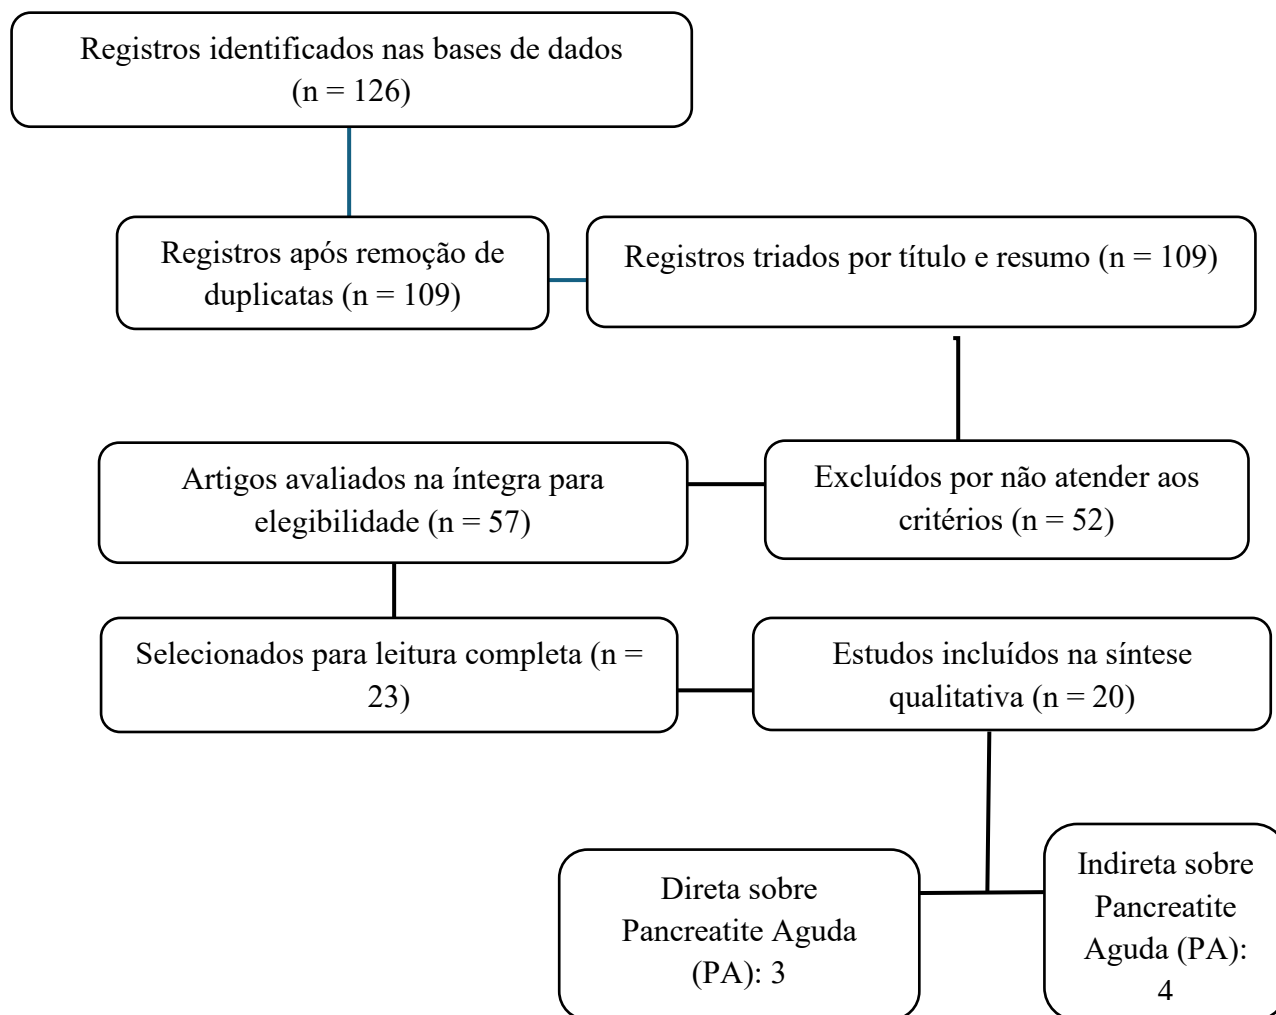 Registros identificados nas bases de dados
(n = 126)
Registros após remoção de
duplicatas (n = 109)
Registros triados por título e resumo (n = 109)
Artigos avaliados na íntegra para
elegibilidade (n = 57)
Excluídos por não atender aos
critérios (n = 52)
Selecionados para leitura completa (n =
23)
Estudos incluídos na síntese
qualitativa (n = 20)
Direta sobre
Pancreatite Aguda
(PA): 3
Indireta sobre
Pancreatite
Aguda (PA):
4